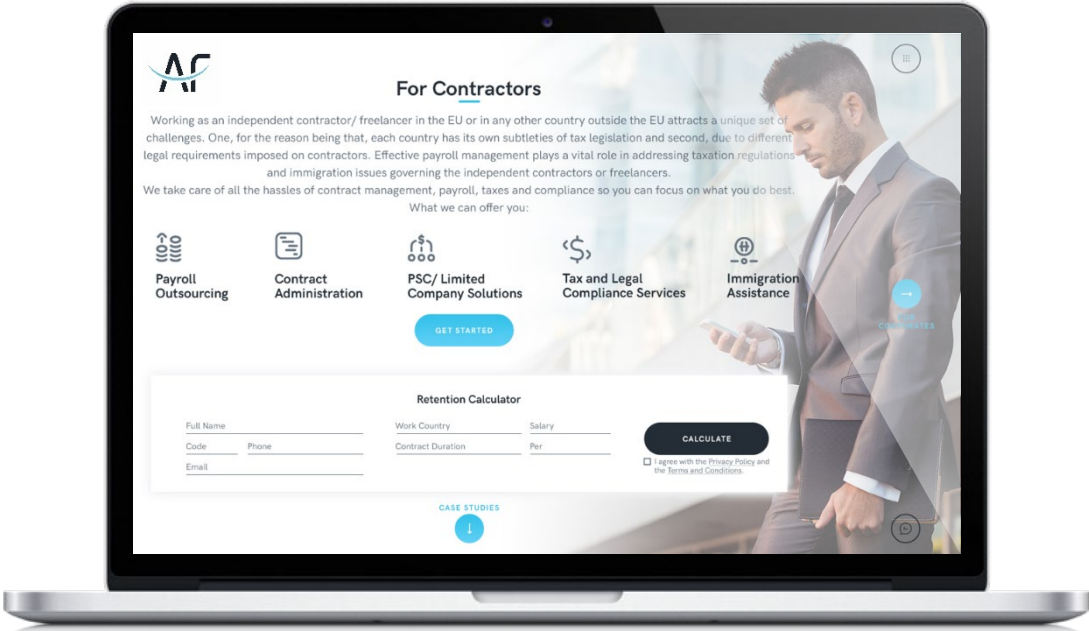 AF
For Contractors
Working as an independent contractor/ freelancer in the EU or in any other country outside the EU attracts a unique set of
challenges. One, for the reason being that, each country has its own subtleties of tax legislation and second, due to different
legal requirements imposed on contractors. Effective payroll management plays a vital role in addressing taxation regulations
and immigration issues governing the independent contractors or freelancers.
We take care of all the hassles of contract management, payroll, taxes and compliance so you can focus on what you do best.
What we can offer you:
Payroll
Outsourcing
Contract
Administration
PSC/ Limited
Company Solutions
Tax and Legal
Compliance Services
Immigration
Assistance
GET STARTED
Retention Calculator
Full Name
Work Country
Salary
Code
Phone
Contract Duration
Per
Email
CALCULATE
I agree with the Privacy Policy and
the Terms and Conditions.
CASE STUDIES